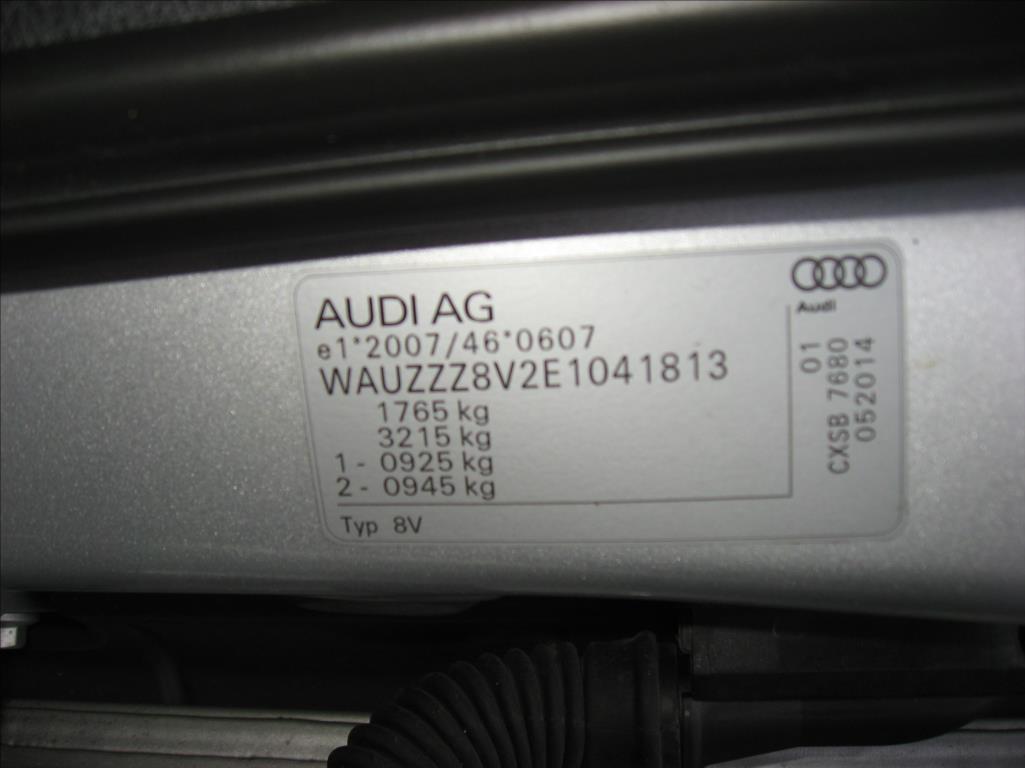 AUDI AG
e1*2007/46*0607
WAUZZZ8V2E1041813
1765 kg
3215 kg
1 - 0925 kg
2 - 0945 kg
Typ 8V
Audi
01
CXSB 7680
052014